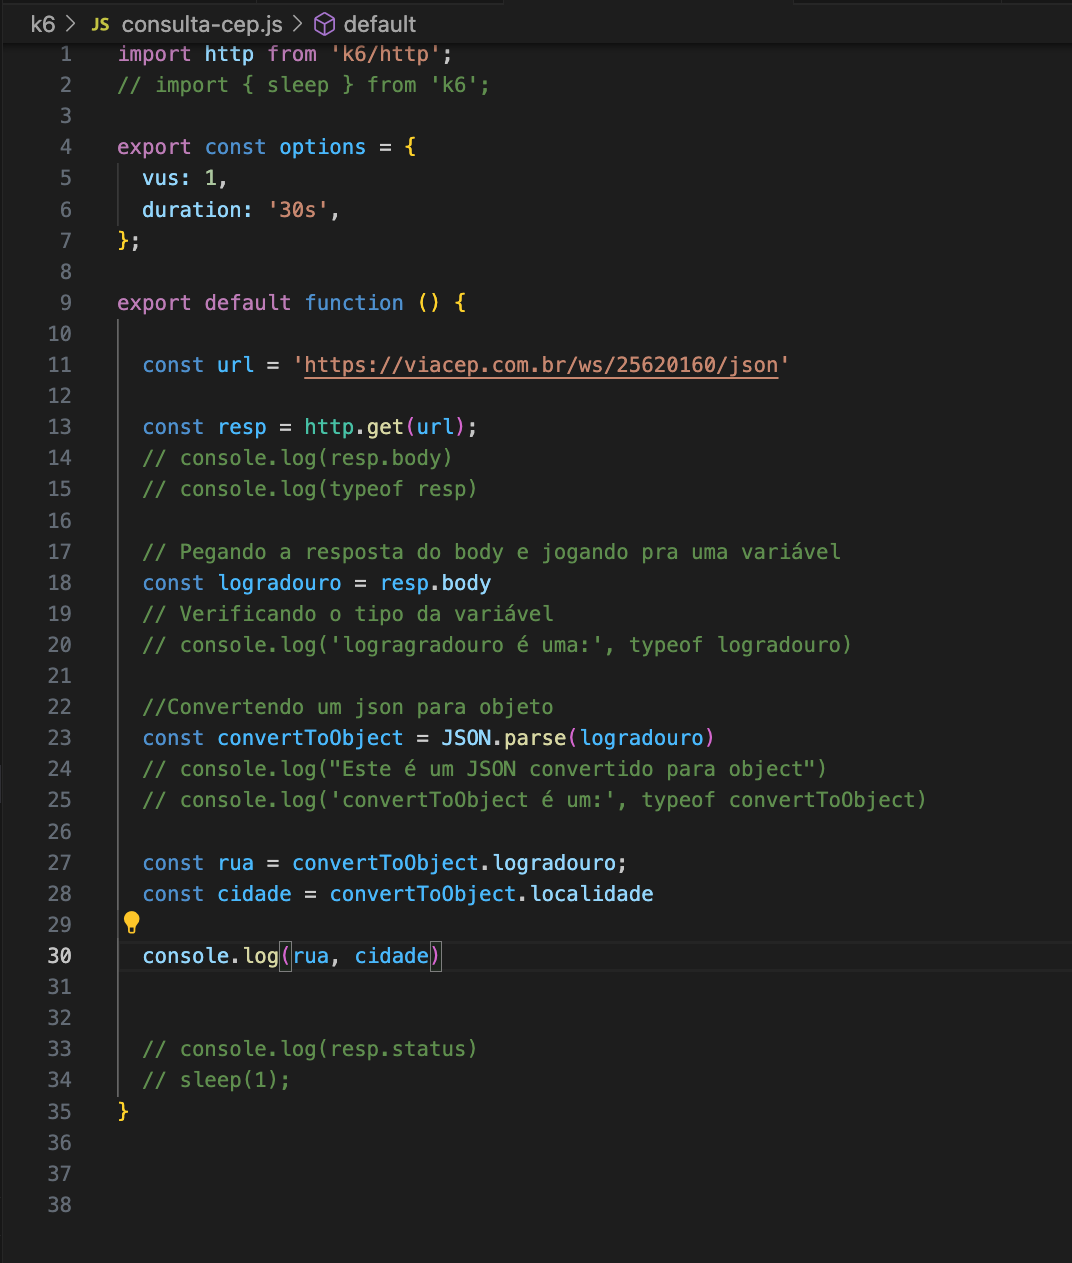 k6 > JS consulta-cep.js > default
1 import http from 'k6/http';
2 // import { sleep } from 'k6';
3
4 export const options = {
5   vus: 1,
6   duration: '30s',
7 };
8
9 export default function () {
10
11   const url = 'https://viacep.com.br/ws/25620160/json'
12
13   const resp = http.get(url);
14   // console.log(resp.body)
15   // console.log(typeof resp)
16
17   // Pegando a resposta do body e jogando pra uma variável
18   const logradouro = resp.body
19   // Verificando o tipo da variável
20   // console.log('logragradouro é uma:', typeof logradouro)
21
22   //Convertendo um json para objeto
23   const convertToObject = JSON.parse(logradouro)
24   // console.log("Este é um JSON convertido para object")
25   // console.log('convertToObject é um:', typeof convertToObject)
26
27   const rua = convertToObject.logradouro;
28   const cidade = convertToObject.localidade
29
30   console.log(rua, cidade)
31
32
33   // console.log(resp.status)
34   // sleep(1);
35 }
36
37
38